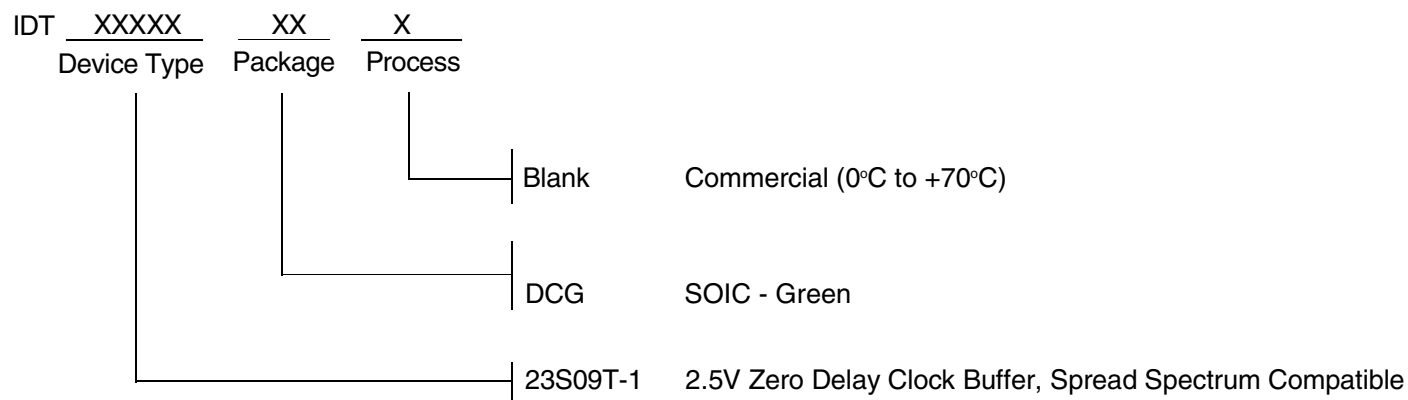 IDT XXXXX XX X
Device Type Package Process
Blank Commercial (0°C to +70°C)
DCG SOIC - Green
23S09T-1 2.5V Zero Delay Clock Buffer, Spread Spectrum Compatible